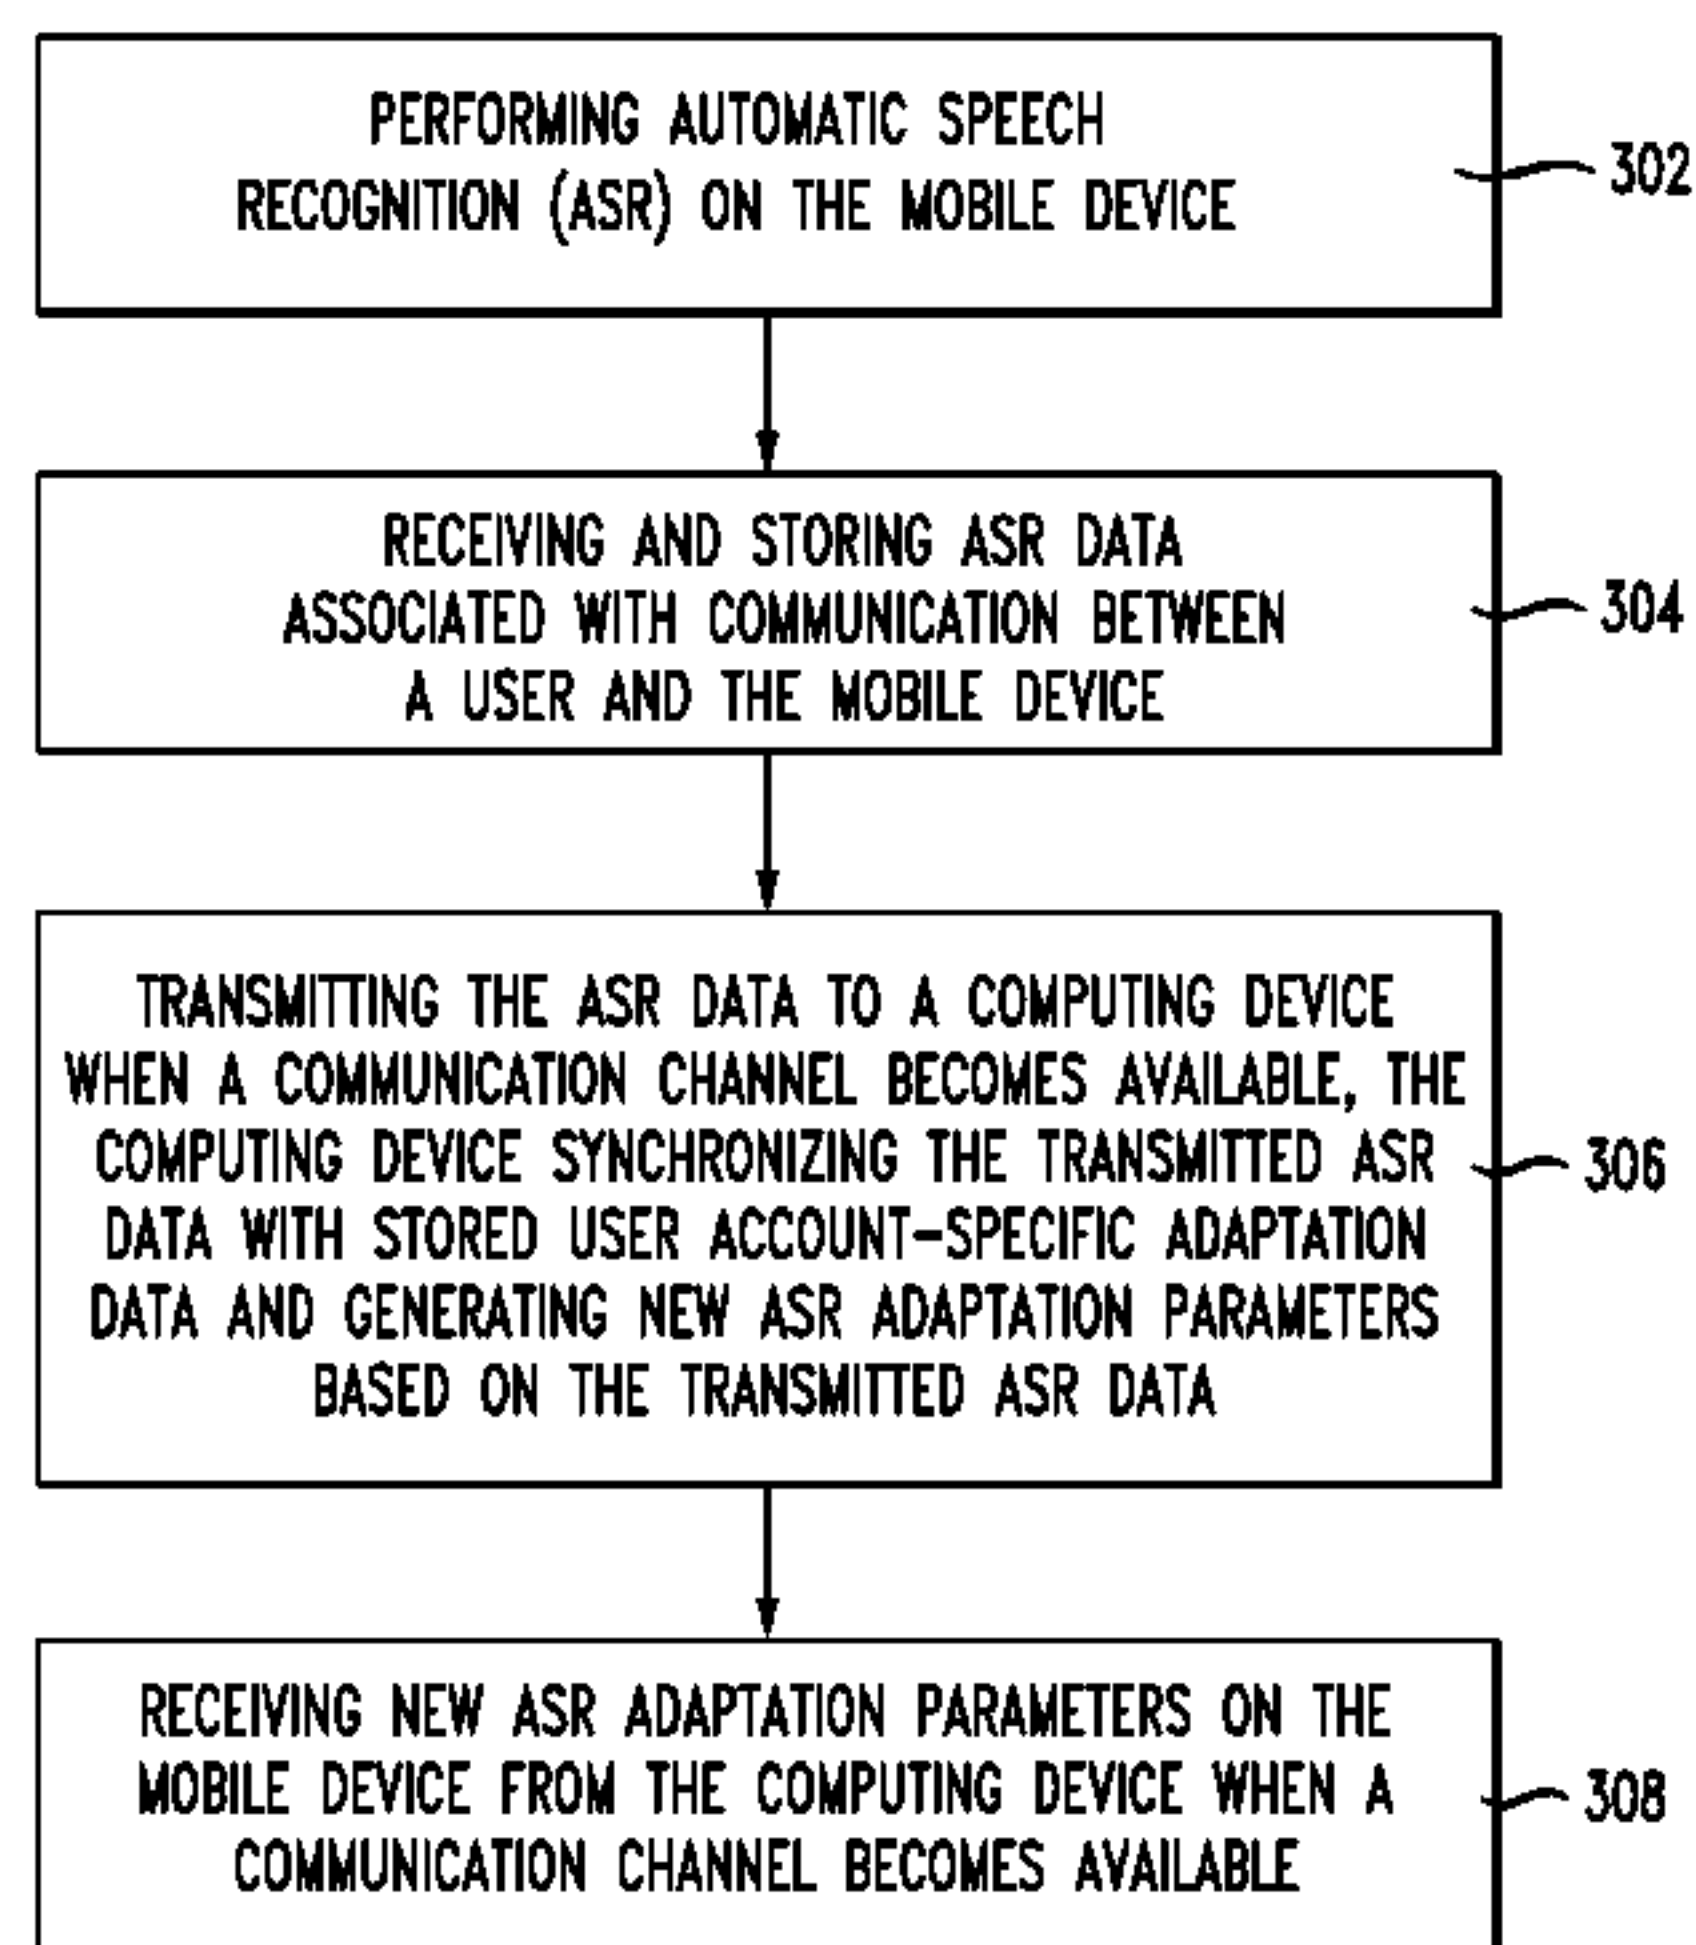 PERFORMING AUTOMATIC SPEECH
RECOGNITION (ASR) ON THE MOBILE DEVICE
302
RECEIVING AND STORING ASR DATA
ASSOCIATED WITH COMMUNICATION BETWEEN
A USER AND THE MOBILE DEVICE
304
TRANSMITTING THE ASR DATA TO A COMPUTING DEVICE
WHEN A COMMUNICATION CHANNEL BECOMES AVAILABLE, THE
COMPUTING DEVICE SYNCHRONIZING THE TRANSMITTED ASR
DATA WITH STORED USER ACCOUNT-SPECIFIC ADAPTATION
DATA AND GENERATING NEW ASR ADAPTATION PARAMETERS
BASED ON THE TRANSMITTED ASR DATA
306
RECEIVING NEW ASR ADAPTATION PARAMETERS ON THE
MOBILE DEVICE FROM THE COMPUTING DEVICE WHEN A
COMMUNICATION CHANNEL BECOMES AVAILABLE
308